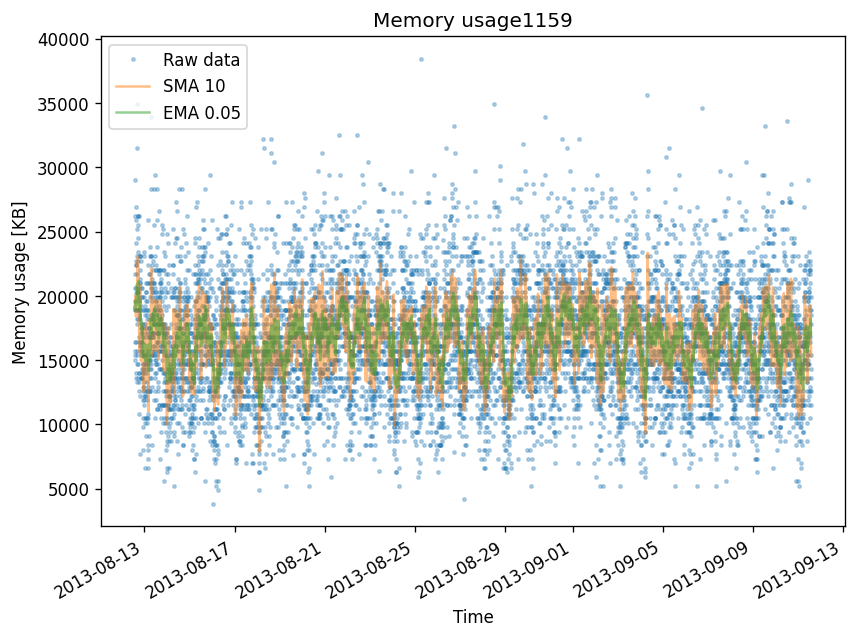 Memory usage1159
40000
35000
30000
25000
20000
15000
10000
5000
Memory usage [KB]
Raw data
SMA 10
EMA 0.05
2013-08-13
2013-08-17
2013-08-21
2013-08-25
2013-08-29
2013-09-01
2013-09-05
2013-09-09
2013-09-13
Time